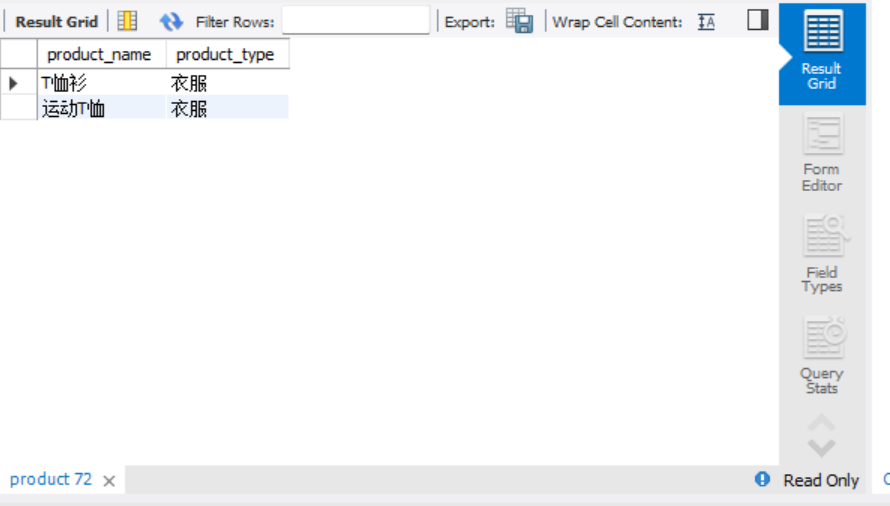 Result Grid Filter Rows: Export: Wrap Cell Content:
product_name product_type
T恤衫 衣服
运动T恤 衣服
Result
Grid
Form
Editor
Field
Types
Query
Stats
product 72 Read Only